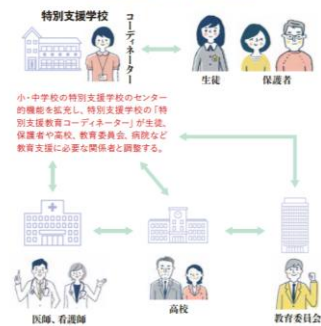 特別支援学校
コーディネーター
生徒
保護者
小・中学校の特別支援学校のセンター
的機能を拡充し、特別支援学校の「特
別支援教育コーディネーター」が生徒、
保護者や高校、教育委員会、病院など
教育支援に必要な関係者と調整する。
医師、看護師
高校
教育委員会